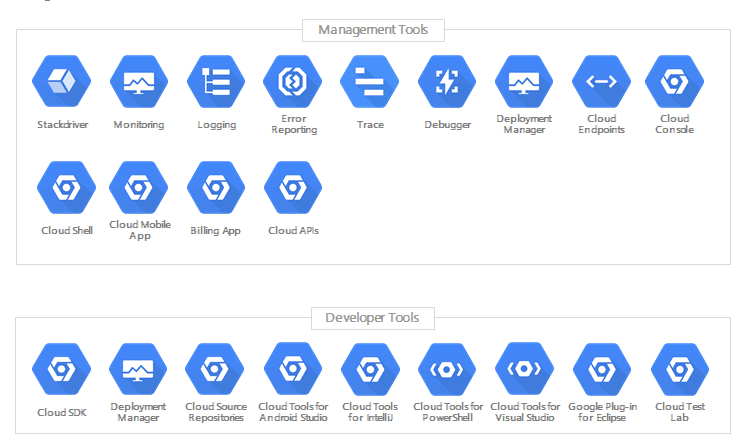 Management Tools
Stackdriver Monitoring Logging Error Reporting Trace Debugger Deployment Manager Cloud Endpoints Cloud Console
Cloud Shell Cloud Mobile App Billing App Cloud APIs
Developer Tools
Cloud SDK Deployment Manager Cloud Source Repositories Cloud Tools for Android Studio Cloud Tools for IntelliJ Cloud Tools for PowerShell Cloud Tools for Visual Studio Google Plug-in for Eclipse Cloud Test Lab